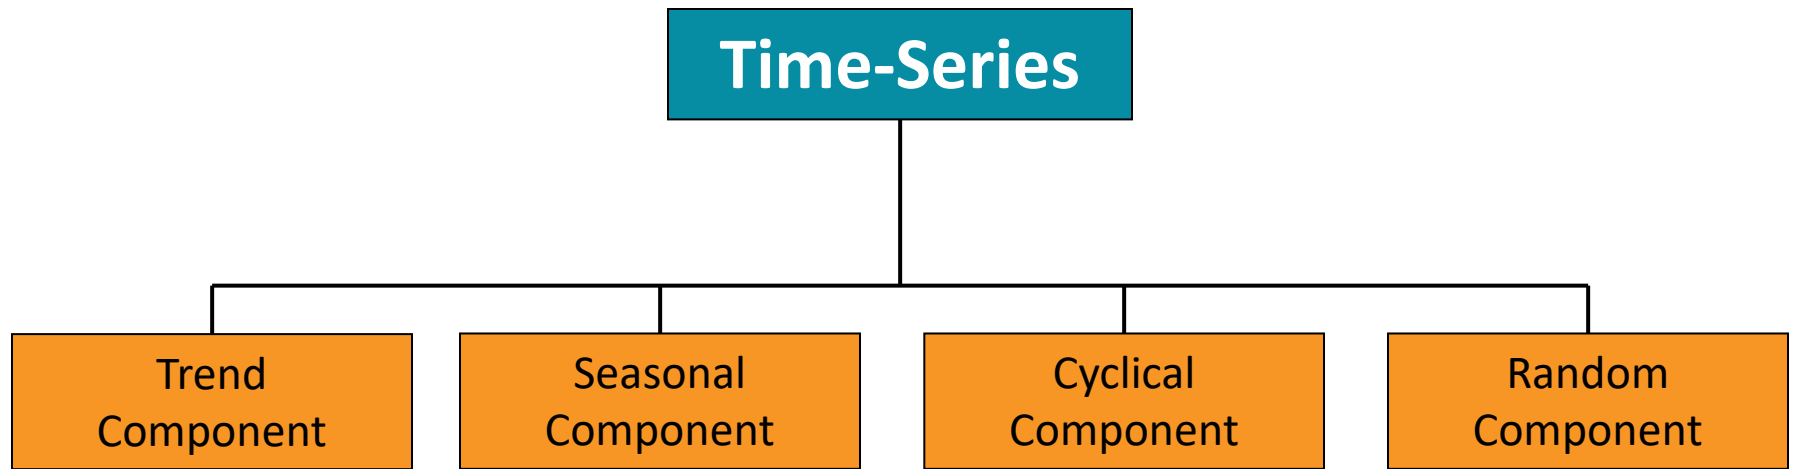 Time-Series
Trend
Component
Seasonal
Component
Cyclical
Component
Random
Component